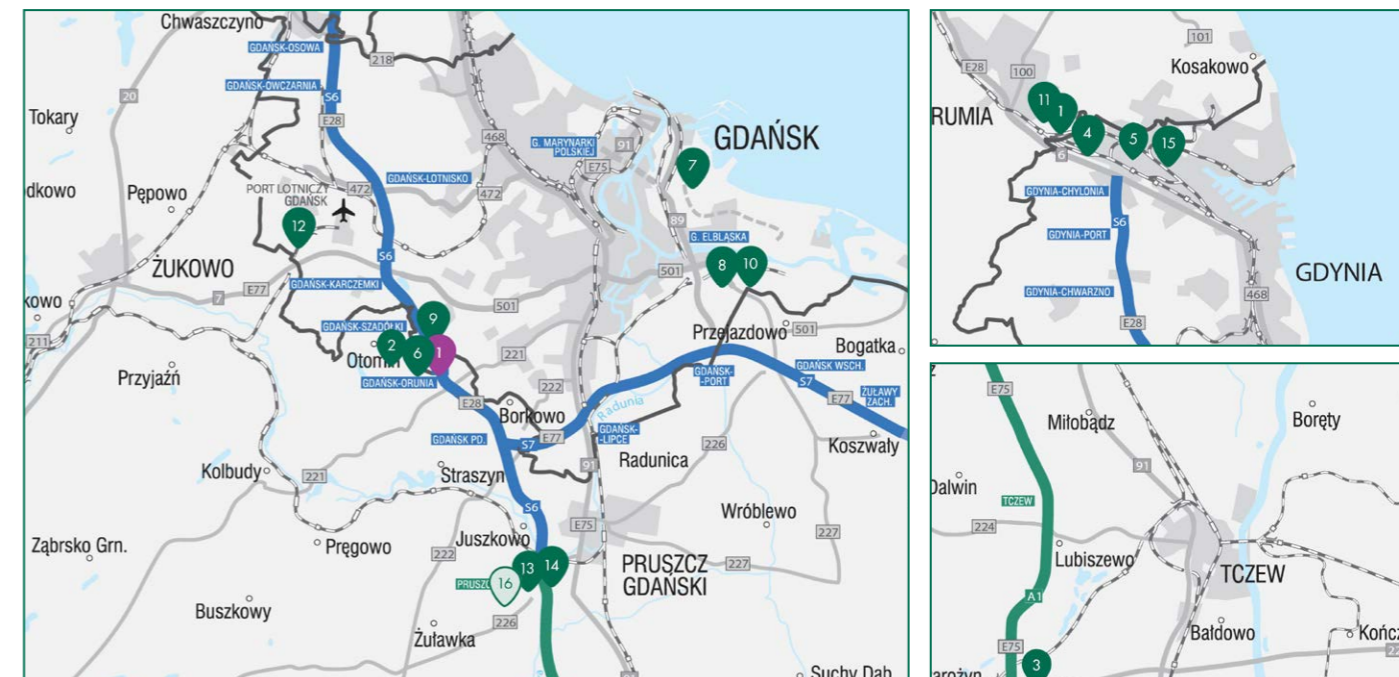 Chwaszczyno
GDAŃSK-OSOWA
218
GDAŃSK-OWCZARNIA
S6
20
E28
Tokary
468
G. MARYNARKI
POLSKIEJ
91
E75
GDAŃSK
7
dkowo
Pępowo
PORT LOTNICZY
GDAŃSK
472
GDAŃSK-LOTNISKO
472
89
12
G. ELBLĄSKA
ŻUKOWO
S6
501
8
10
kowo
7
E77
GDAŃSK-KARCZEMKI
501
211
GDAŃSK-SZADÓŁKI
9
Przejazdowo
501
Bogatka
2
6
1
Otomin
221
GDAŃSK-ORUNIA
Przyjaźń
222
GDAŃSK-
-PORT
GDAŃSK WSCH.
S7
ŻUŁAWY
ZACH.
E77
E28
Borkowo
Radunia
GDAŃSK PD.
S7
E77
GDAŃSK-
-LIPCE
226
Koszwały
Kolbudy
221
Straszyn
91
Radunica
S6
Wróblewo
Ząbrsko Grn.
Pręgowo
222
Juszkowo
E75
227
PRUSZCZ
GDAŃSKI
227
13
14
16
PRUSZC
Buszkowy
226
Żuławka
Suchy Dąb
101
Kosakowo
E28
100
RUMIA
11
1
4
5
15
6
GDYNIA-CHYLONIA
S6
GDYNIA-PORT
GDYNIA
GDYNIA-CHWARZNO
468
E28
E75
Miłobądz
Boręty
91
Dalwin
TCZEW
224
Lubiszewo
TCZEW
A1
Bałdowo
Kończ
22
E75
3
arożyn